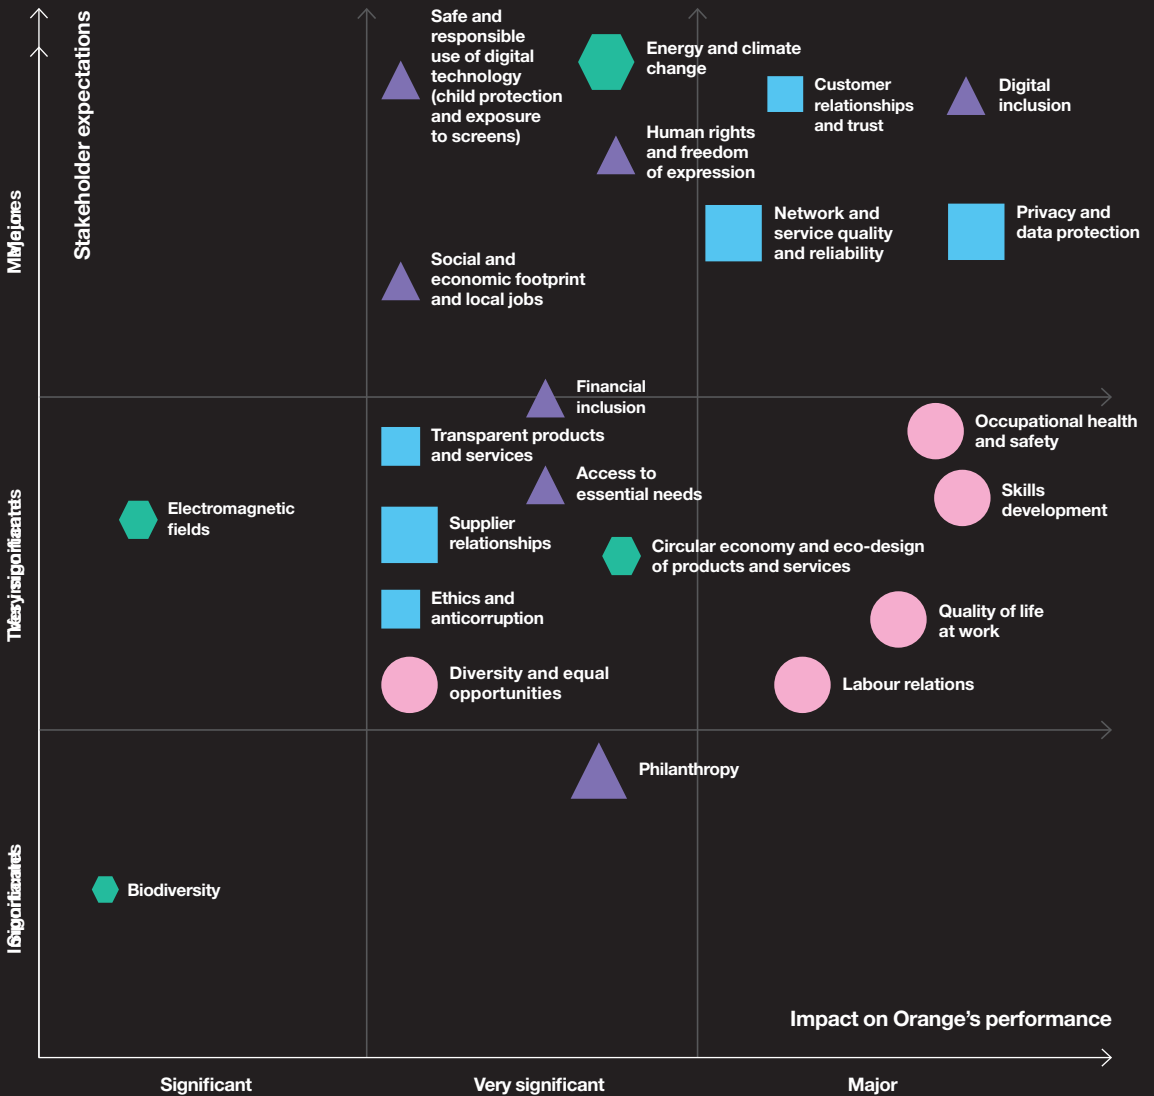 Stakeholder expectations
Safe and
responsible
use of digital
technology
(child protection
and exposure
to screens)
Energy and climate
change
Customer
relationships
and trust
Digital
inclusion
Human rights
and freedom
of expression
Network and
service quality
and reliability
Privacy and
data protection
Social and
economic footprint
and local jobs
Financial
inclusion
Occupational health
and safety
Transparent products
and services
Access to
essential needs
Skills
development
Electromagnetic
fields
Supplier
relationships
Circular economy and eco-design
of products and services
Ethics and
anticorruption
Quality of life
at work
Diversity and equal
opportunities
Labour relations
Philanthropy
Biodiversity
Impact on Orange’s performance
Significant
Very significant
Major